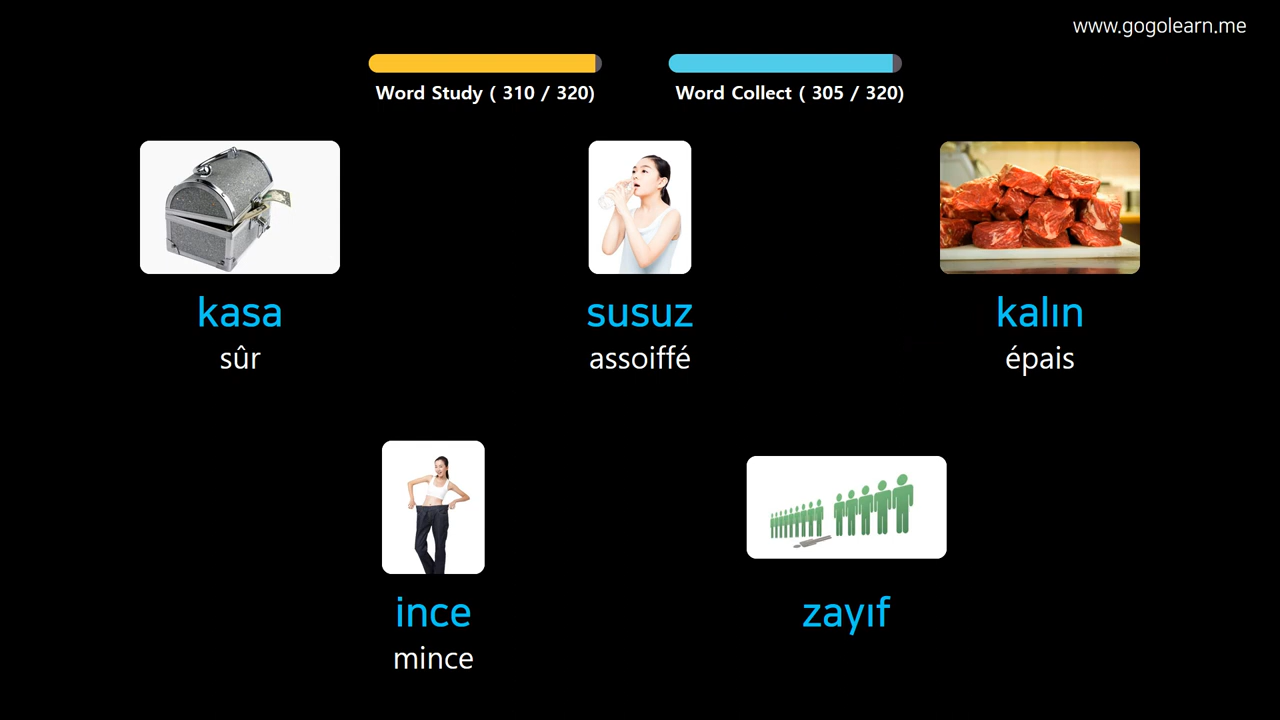 www.gogolearn.me
Word Study ( 310 / 320)
Word Collect ( 305 / 320)
kasa
sûr
susuz
assoiffé
kalın
épais
ince
mince
zayıf